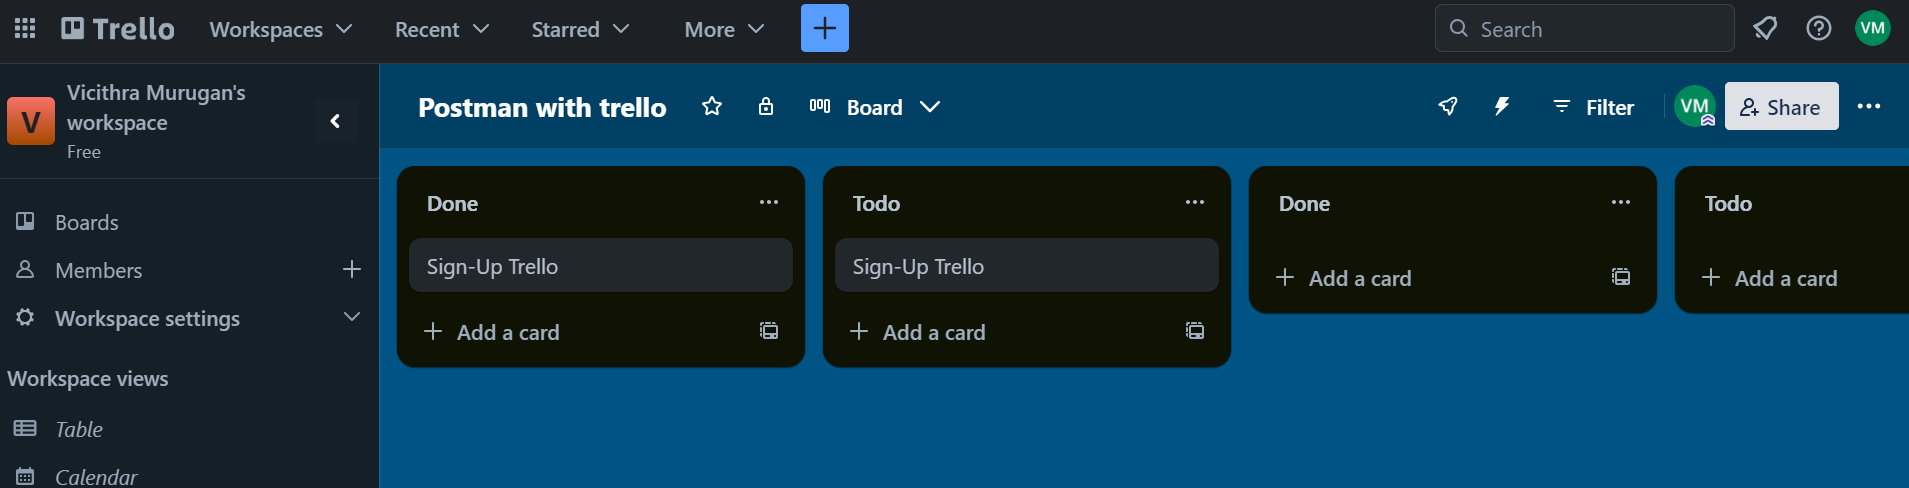 Trello
Workspaces
Recent
Starred
More
Search
VM
V
Vicithra Murugan's
workspace
Free
Boards
Members
Workspace settings
Workspace views
Table
Calendar
Postman with trello
Board
Filter
VM
Share
Done
Sign-Up Trello
Add a card
Todo
Sign-Up Trello
Add a card
Done
Add a card
Todo
Add a card